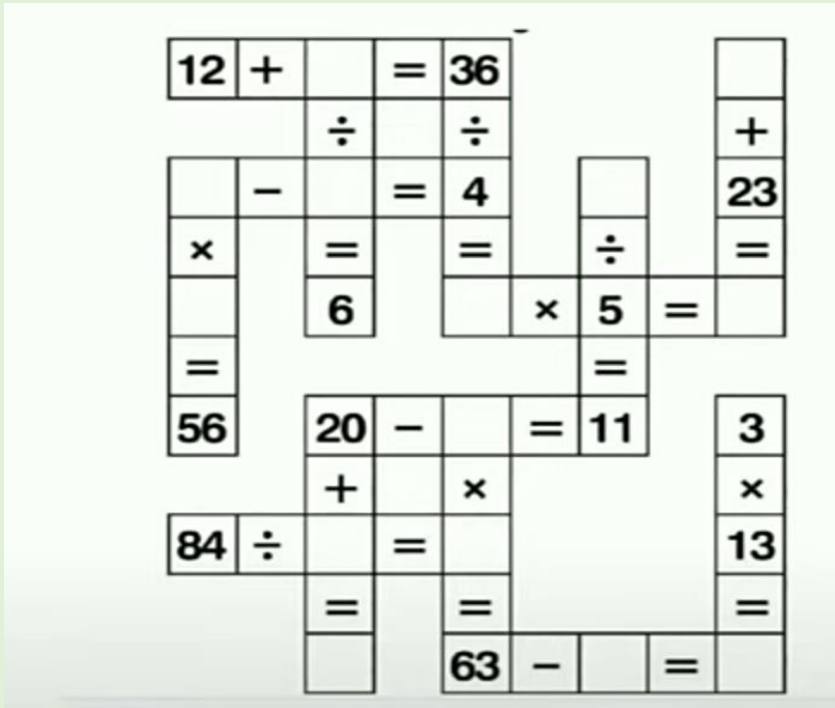 12 + = 36
÷ ÷ +
- = 4 23
× = = ÷ =
6 × 5 =
= =
56 20 - = 11 3
+ × ×
84 ÷ = 13
= = =
63 - =